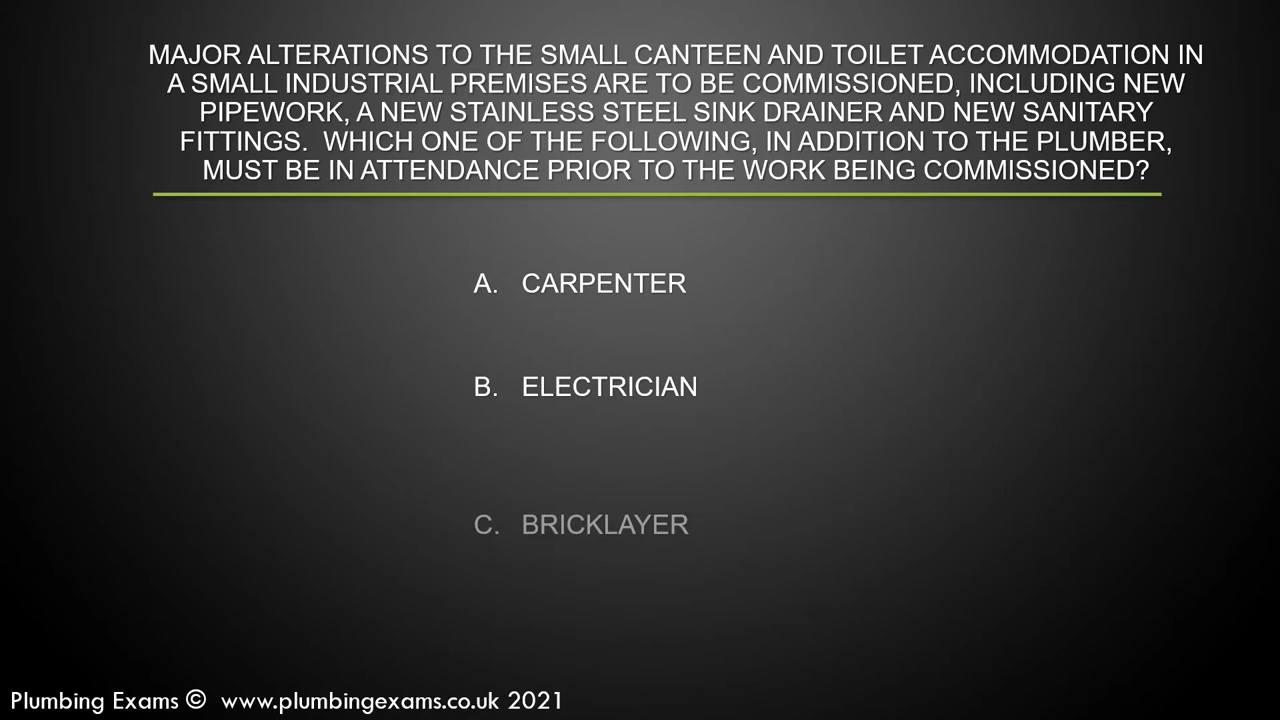 MAJOR ALTERATIONS TO THE SMALL CANTEEN AND TOILET ACCOMMODATION IN
A SMALL INDUSTRIAL PREMISES ARE TO BE COMMISSIONED, INCLUDING NEW
PIPEWORK, A NEW STAINLESS STEEL SINK DRAINER AND NEW SANITARY
FITTINGS. WHICH ONE OF THE FOLLOWING, IN ADDITION TO THE PLUMBER,
MUST BE IN ATTENDANCE PRIOR TO THE WORK BEING COMMISSIONED?
A. CARPENTER
B. ELECTRICIAN
C. BRICKLAYER
Plumbing Exams © www.plumbingexams.co.uk 2021